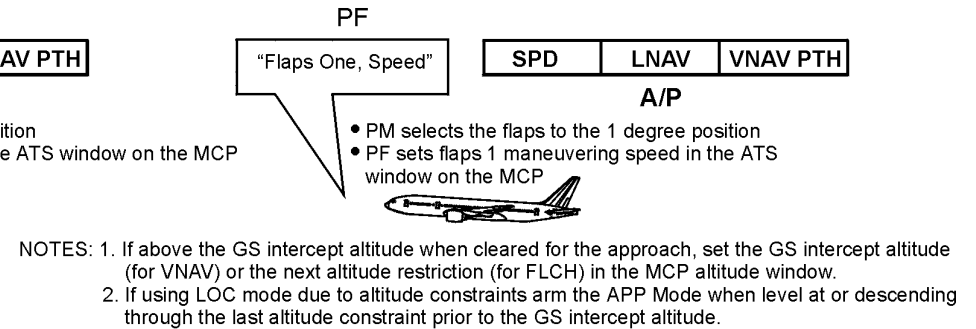 PF
AV PTH
"Flaps One, Speed"
SPD LNAV VNAV PTH
A/P
ition
e ATS window on the MCP
• PM selects the flaps to the 1 degree position
• PF sets flaps 1 maneuvering speed in the ATS
window on the MCP
NOTES: 1. If above the GS intercept altitude when cleared for the approach, set the GS intercept altitude
(for VNAV) or the next altitude restriction (for FLCH) in the MCP altitude window.
2. If using LOC mode due to altitude constraints arm the APP Mode when level at or descending
through the last altitude constraint prior to the GS intercept altitude.